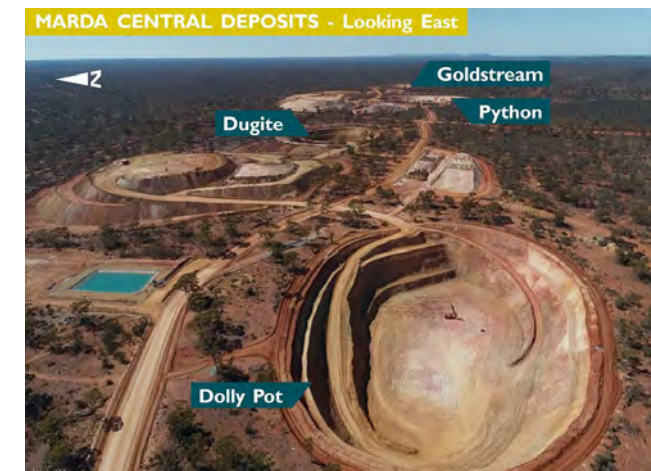 MARDA CENTRAL DEPOSITS - Looking East
N
Goldstream
Python
Dugite
Dolly Pot